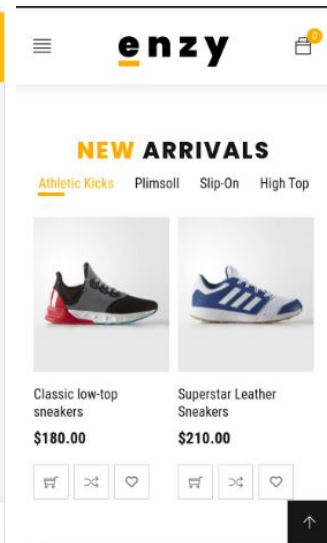 enzy
0
NEW ARRIVALS
Athletic Kicks Plimsoll Slip-On High Top
Classic low-top
sneakers
$180.00
Superstar Leather
Sneakers
$210.00